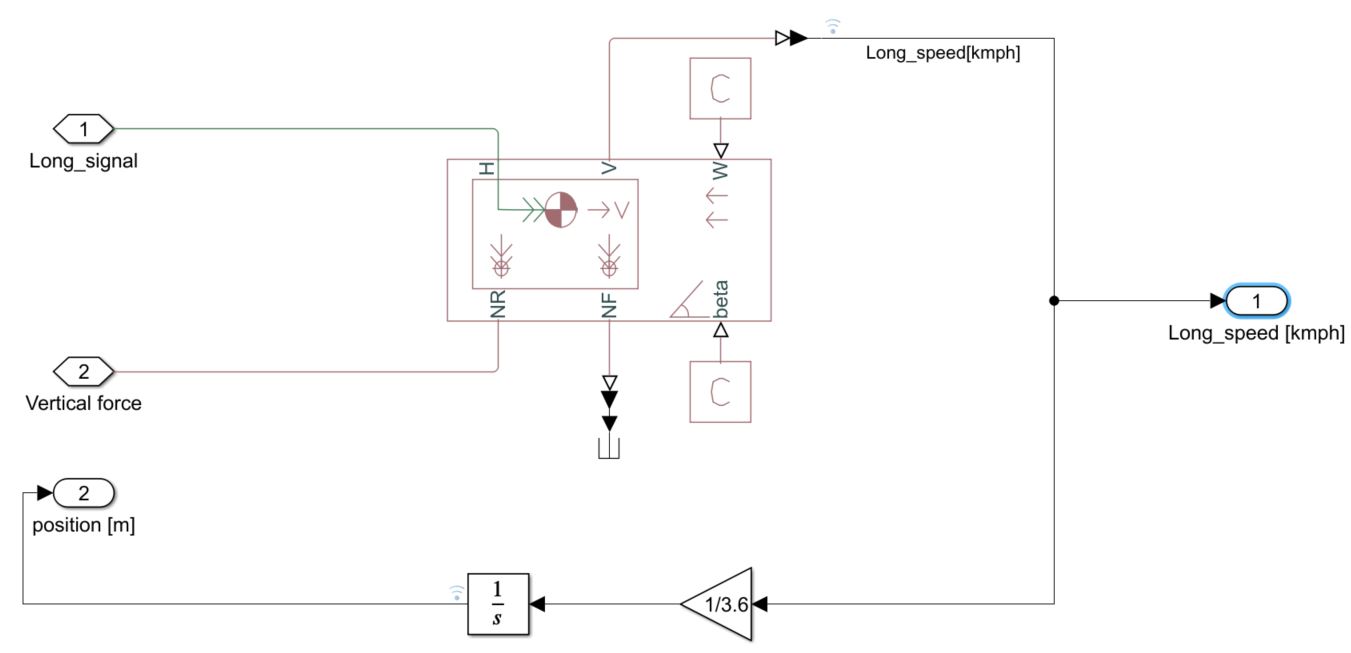 Long_speed[kmph]
C
1
Long_signal
H
V
W
V
NR
NF
beta
1
Long_speed [kmph]
2
Vertical force
C
2
position [m]
1
s
1/3.6